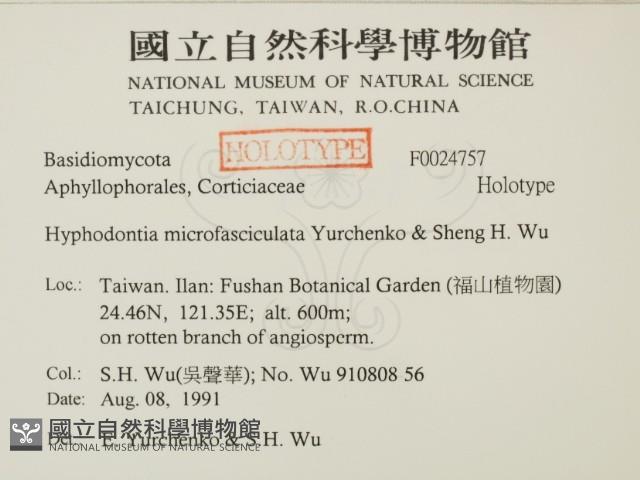 國立自然科學博物館
NATIONAL MUSEUM OF NATURAL SCIENCE
TAICHUNG, TAIWAN, R.O.CHINA
HOLOTYPE
Basidiomycota F0024757
Aphyllophorales, Corticiaceae Holotype
Hyphodontia microfasciculata Yurchenko & Sheng H. Wu
Loc.: Taiwan. Ilan: Fushan Botanical Garden (福山植物園)
24.46N, 121.35E; alt. 600m;
on rotten branch of angiosperm.
Col.: S.H. Wu(吳聲華); No. Wu 910808 56
Date: Aug. 08, 1991
Det.: E. Yurchenko & S.H. Wu
國立自然科學博物館
NATIONAL MUSEUM OF NATURAL SCIENCE